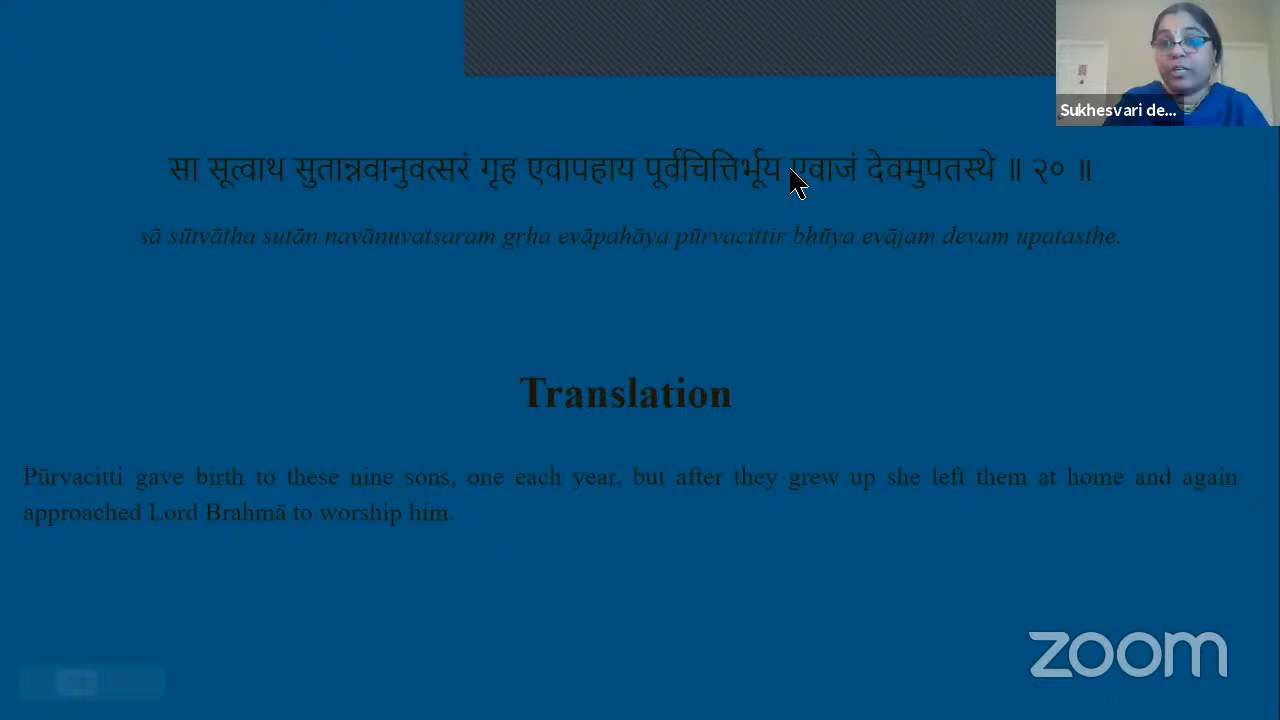 Sukhesvari de...
सा सूत्वाथ सुतान्नवानुवत्सरं गृह एवापहाय पूर्वचित्तिर्भूय एवाजं देवमुपतस्थे ॥ २० ॥
sā sūtvātha sutān navānuvatsaraṁ gṛha evāpahāya pūrvacittir bhūya evājaṁ devam upatasthe.
Translation
Pūrvacitti gave birth to these nine sons, one each year, but after they grew up she left them at home and again
approached Lord Brahmā to worship him.
zoom